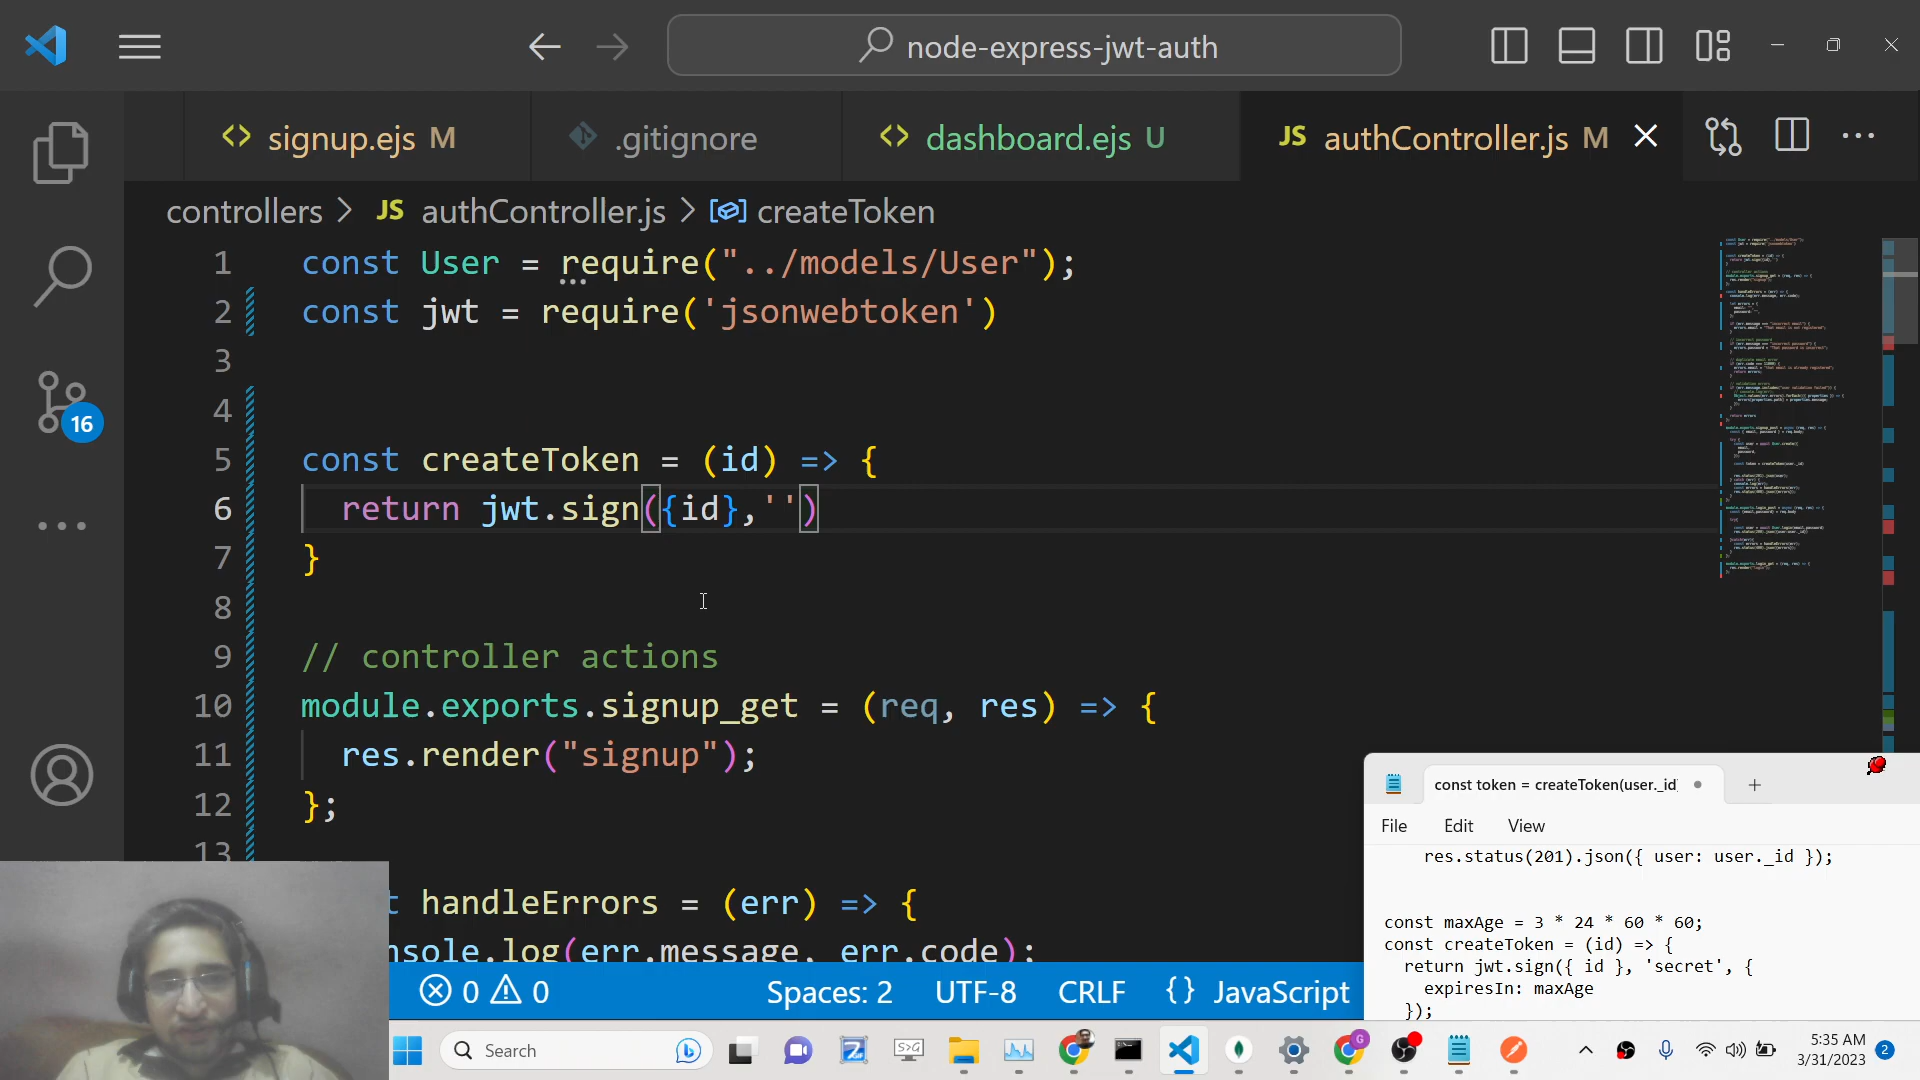 node-express-jwt-auth
signup.ejs M
.gitignore
dashboard.ejs U
JS authController.js M
controllers > JS authController.js > createToken
1 const User = require("../models/User");
2 const jwt = require('jsonwebtoken')
3
4
5 const createToken = (id) => {
6 return jwt.sign({id},'')
7 }
8
9 // controller actions
10 module.exports.signup_get = (req, res) => {
11 res.render("signup");
12 };
13
t handleErrors = (err) => {
nsole.log(err.message, err.code);
16
const token = createToken(user._id
File Edit View
res.status(201).json({ user: user._id });
const maxAge = 3 * 24 * 60 * 60;
const createToken = (id) => {
return jwt.sign({ id }, 'secret', {
expiresIn: maxAge
});
0 0 Spaces: 2 UTF-8 CRLF {} JavaScript
Search
5:35 AM
3/31/2023
2